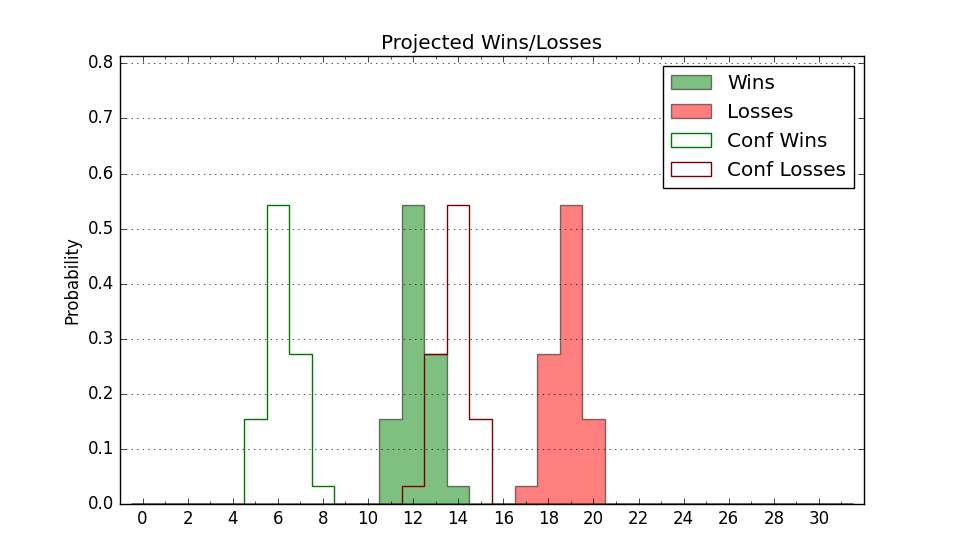 Projected Wins/Losses
Probability
0.8
0.7
0.6
0.5
0.4
0.3
0.2
0.1
0.0
Wins
Losses
Conf Wins
Conf Losses
0 2 4 6 8 10 12 14 16 18 20 22 24 26 28 30